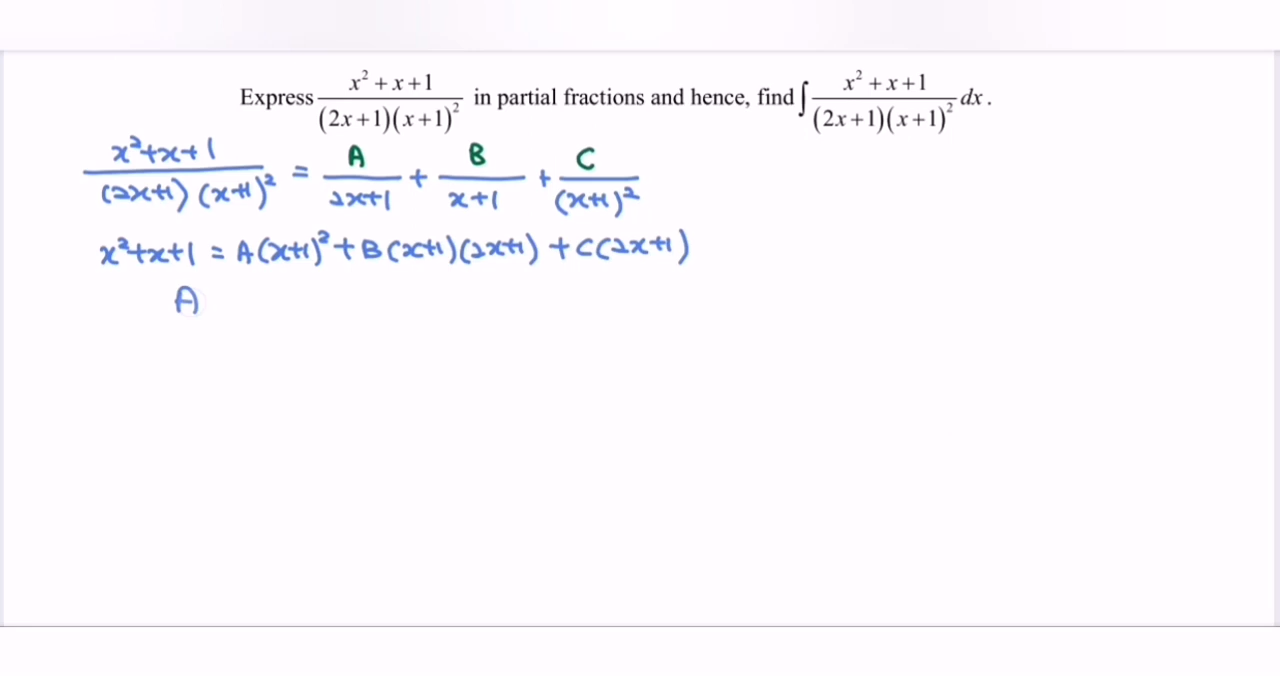 Express (x² + x + 1)/((2x+1)(x+1)²) in partial fractions and hence, find ∫ (x² + x + 1)/((2x+1)(x+1)²) dx .
(x²+x+1)/((2x+1)(x+1)²) = A/(2x+1) + B/(x+1) + C/(x+1)²
x²+x+1 = A(x+1)² + B(x+1)(2x+1) + C(2x+1)
A